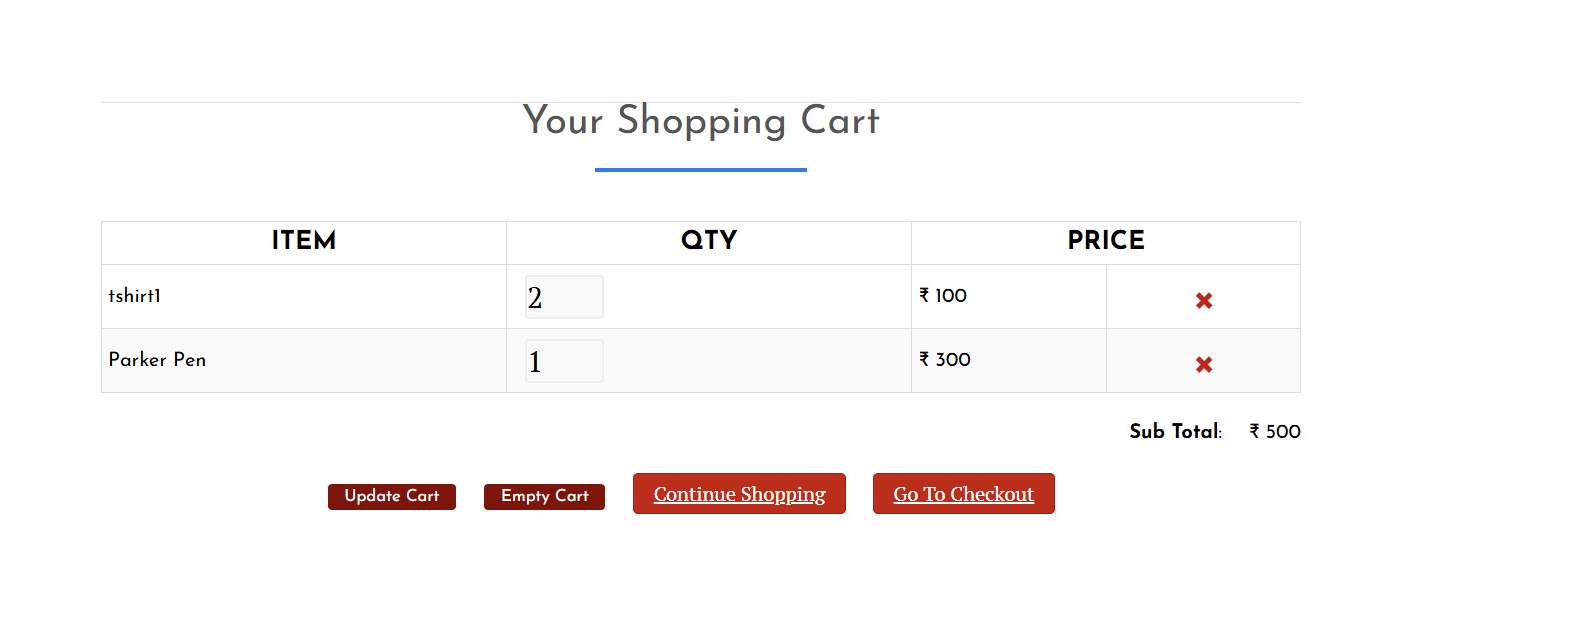 Your Shopping Cart
ITEM QTY PRICE
tshirt1 2 ₹ 100
Parker Pen 1 ₹ 300
Sub Total: ₹ 500
Update Cart Empty Cart Continue Shopping Go To Checkout